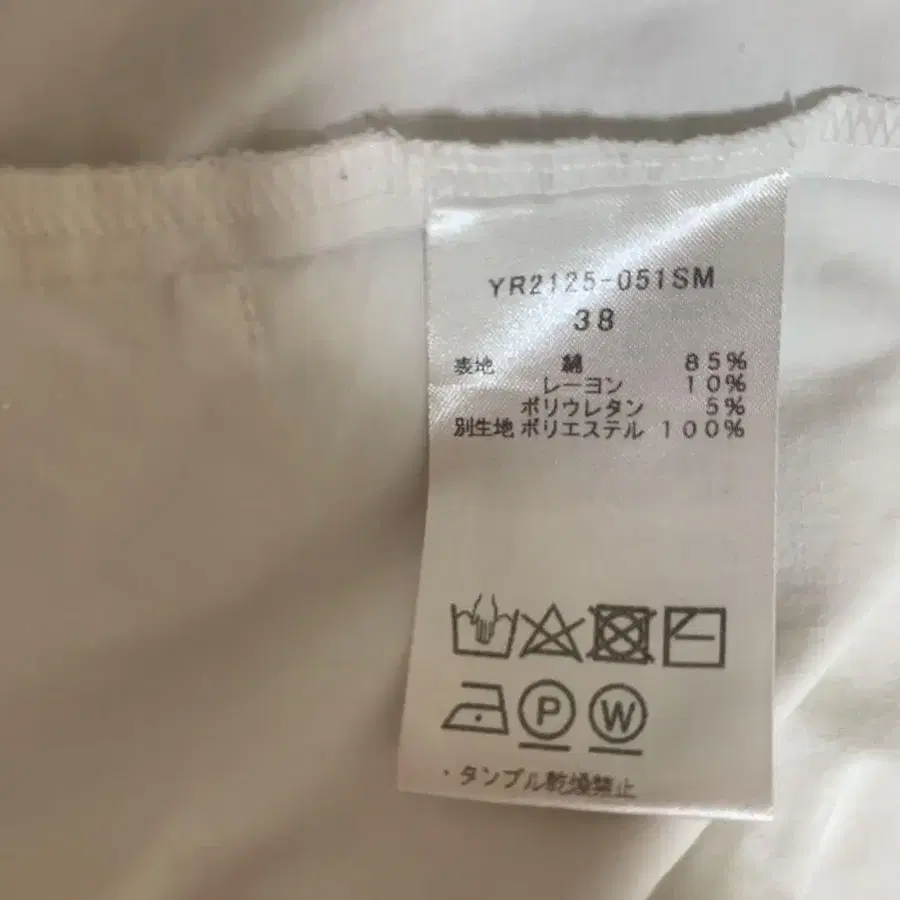 YR2125-051SM
38
表地 綿 85%
レーヨン 10%
ポリウレタン 5%
別生地 ポリエステル 100%
P W
・タンブル乾燥禁止